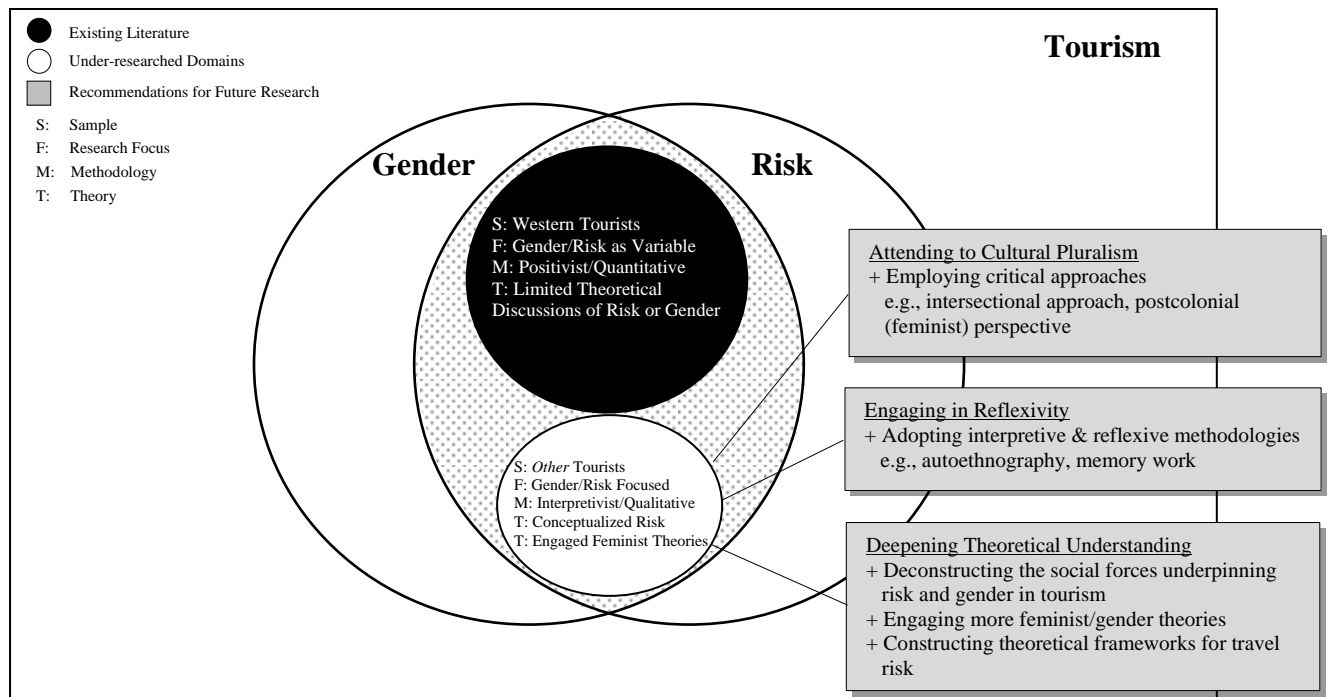 Existing Literature
Under-researched Domains
Recommendations for Future Research
S: Sample
F: Research Focus
M: Methodology
T: Theory
Tourism
Gender
Risk
S: Western Tourists
F: Gender/Risk as Variable
M: Positivist/Quantitative
T: Limited Theoretical
Discussions of Risk or Gender
S: Other Tourists
F: Gender/Risk Focused
M: Interpretivist/Qualitative
T: Conceptualized Risk
T: Engaged Feminist Theories
Attending to Cultural Pluralism
+ Employing critical approaches
e.g., intersectional approach, postcolonial
(feminist) perspective
Engaging in Reflexivity
+ Adopting interpretive & reflexive methodologies
e.g., autoethnography, memory work
Deepening Theoretical Understanding
+ Deconstructing the social forces underpinning
risk and gender in tourism
+ Engaging more feminist/gender theories
+ Constructing theoretical frameworks for travel
risk